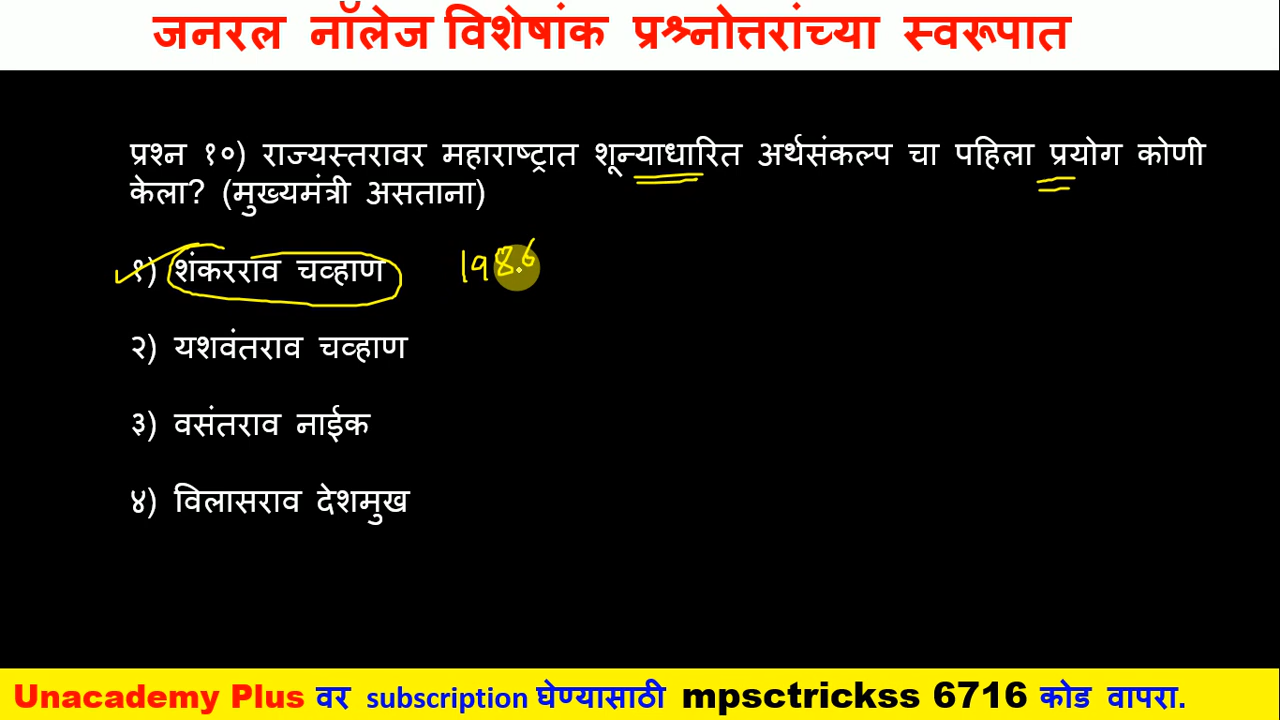 जनरल नॉलेज विशेषांक प्रश्नोत्तरांच्या स्वरूपात
प्रश्न १०) राज्यस्तरावर महाराष्ट्रात शून्याधारित अर्थसंकल्प चा पहिला प्रयोग कोणी
केला? (मुख्यमंत्री असताना)
१) शंकरराव चव्हाण 1986
२) यशवंतराव चव्हाण
३) वसंतराव नाईक
४) विलासराव देशमुख
Unacademy Plus वर subscription घेण्यासाठी mpsctrickss 6716 कोड वापरा.